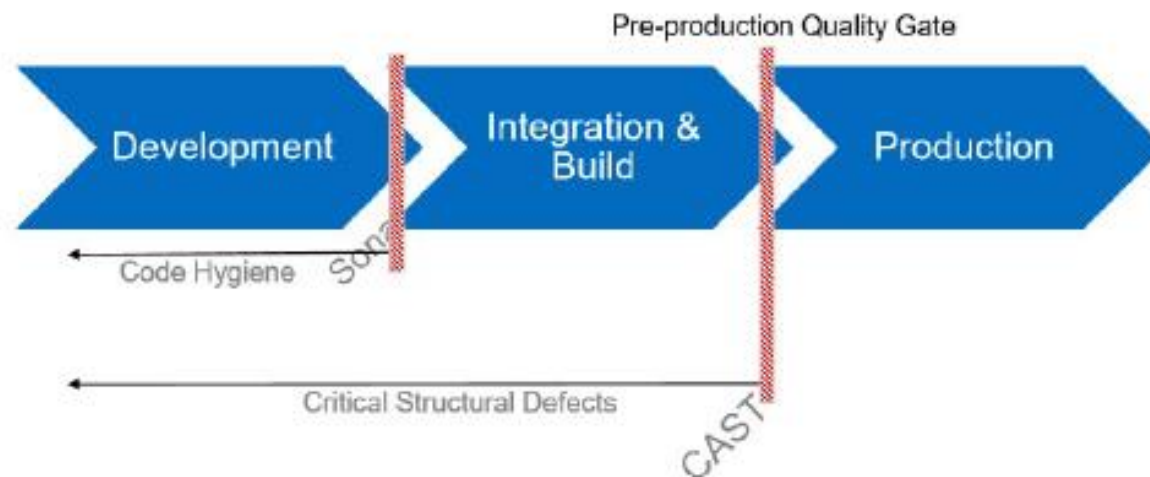 Pre-production Quality Gate
Development
Integration &
Build
Production
Code Hygiene
Sona
Critical Structural Defects
CAST